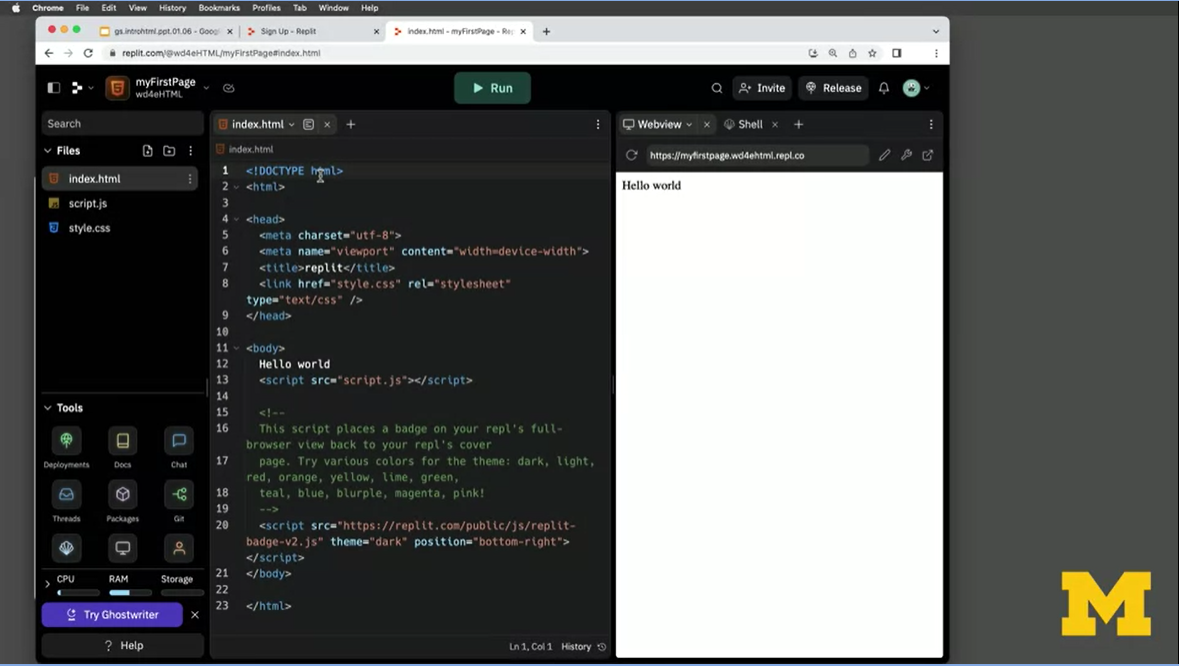 Chrome File Edit View History Bookmarks Profiles Tab Window Help
gs.introhtml.ppt.01.06 - Goog
Sign Up - Replit
index.html - myFirstPage - Rep
replit.com/@wd4eHTML/myFirstPage#index.html
myFirstPage
wd4eHTML
Run
Invite
Release
Search
Files
index.html
script.js
style.css
Tools
Deployments Docs Chat
Threads Packages Git
CPU RAM Storage
Try Ghostwriter
Help
index.html
index.html
1 <!DOCTYPE html>
2 <html>
3
4 <head>
5 <meta charset="utf-8">
6 <meta name="viewport" content="width=device-width">
7 <title>replit</title>
8 <link href="style.css" rel="stylesheet"
type="text/css" />
9 </head>
10
11 <body>
12 Hello world
13 <script src="script.js"></script>
14
15 <!--
16 This script places a badge on your repl's full-
browser view back to your repl's cover
17 page. Try various colors for the theme: dark, light,
red, orange, yellow, lime, green,
18 teal, blue, blurple, magenta, pink!
19 -->
20 <script src="https://replit.com/public/js/replit-
badge-v2.js" theme="dark" position="bottom-right">
</script>
21 </body>
22
23 </html>
Ln 1, Col 1 History
Webview Shell
https://myfirstpage.wd4ehtml.repl.co
Hello world
M